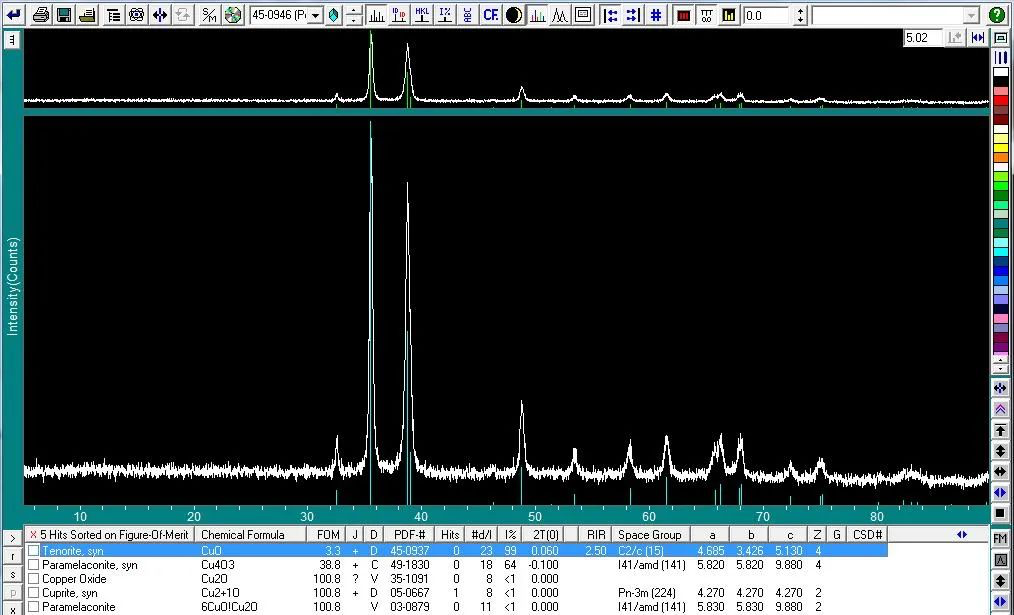 S/M 45-0946 (P HKL I% CF # 0.0
5.02
Intensity(Counts)
10 20 30 40 50 60 70 80
X 5 Hits Sorted on Figure-Of-Merit Chemical Formula FOM J D PDF-# Hits #d/I I% 2T(0) RIR Space Group a b c Z G CSD#
Tenorite, syn CuO 3.3 + D 45-0937 0 23 99 0.060 2.50 C2/c (15) 4.685 3.426 5.130 4
Paramelaconite, syn Cu4O3 38.8 + C 49-1830 0 18 64 -0.100 I41/amd (141) 5.820 5.820 9.880 4
Copper Oxide Cu2O 100.8 ? V 35-1091 0 8 <1 0.000
Cuprite, syn Cu2+1O 100.8 + D 05-0667 1 8 <1 0.000 Pn-3m (224) 4.270 4.270 4.270 2
Paramelaconite 6CuO!Cu2O 100.8 V 03-0879 0 11 <1 0.000 I41/amd (141) 5.830 5.830 9.880 2
> r s p x
FM